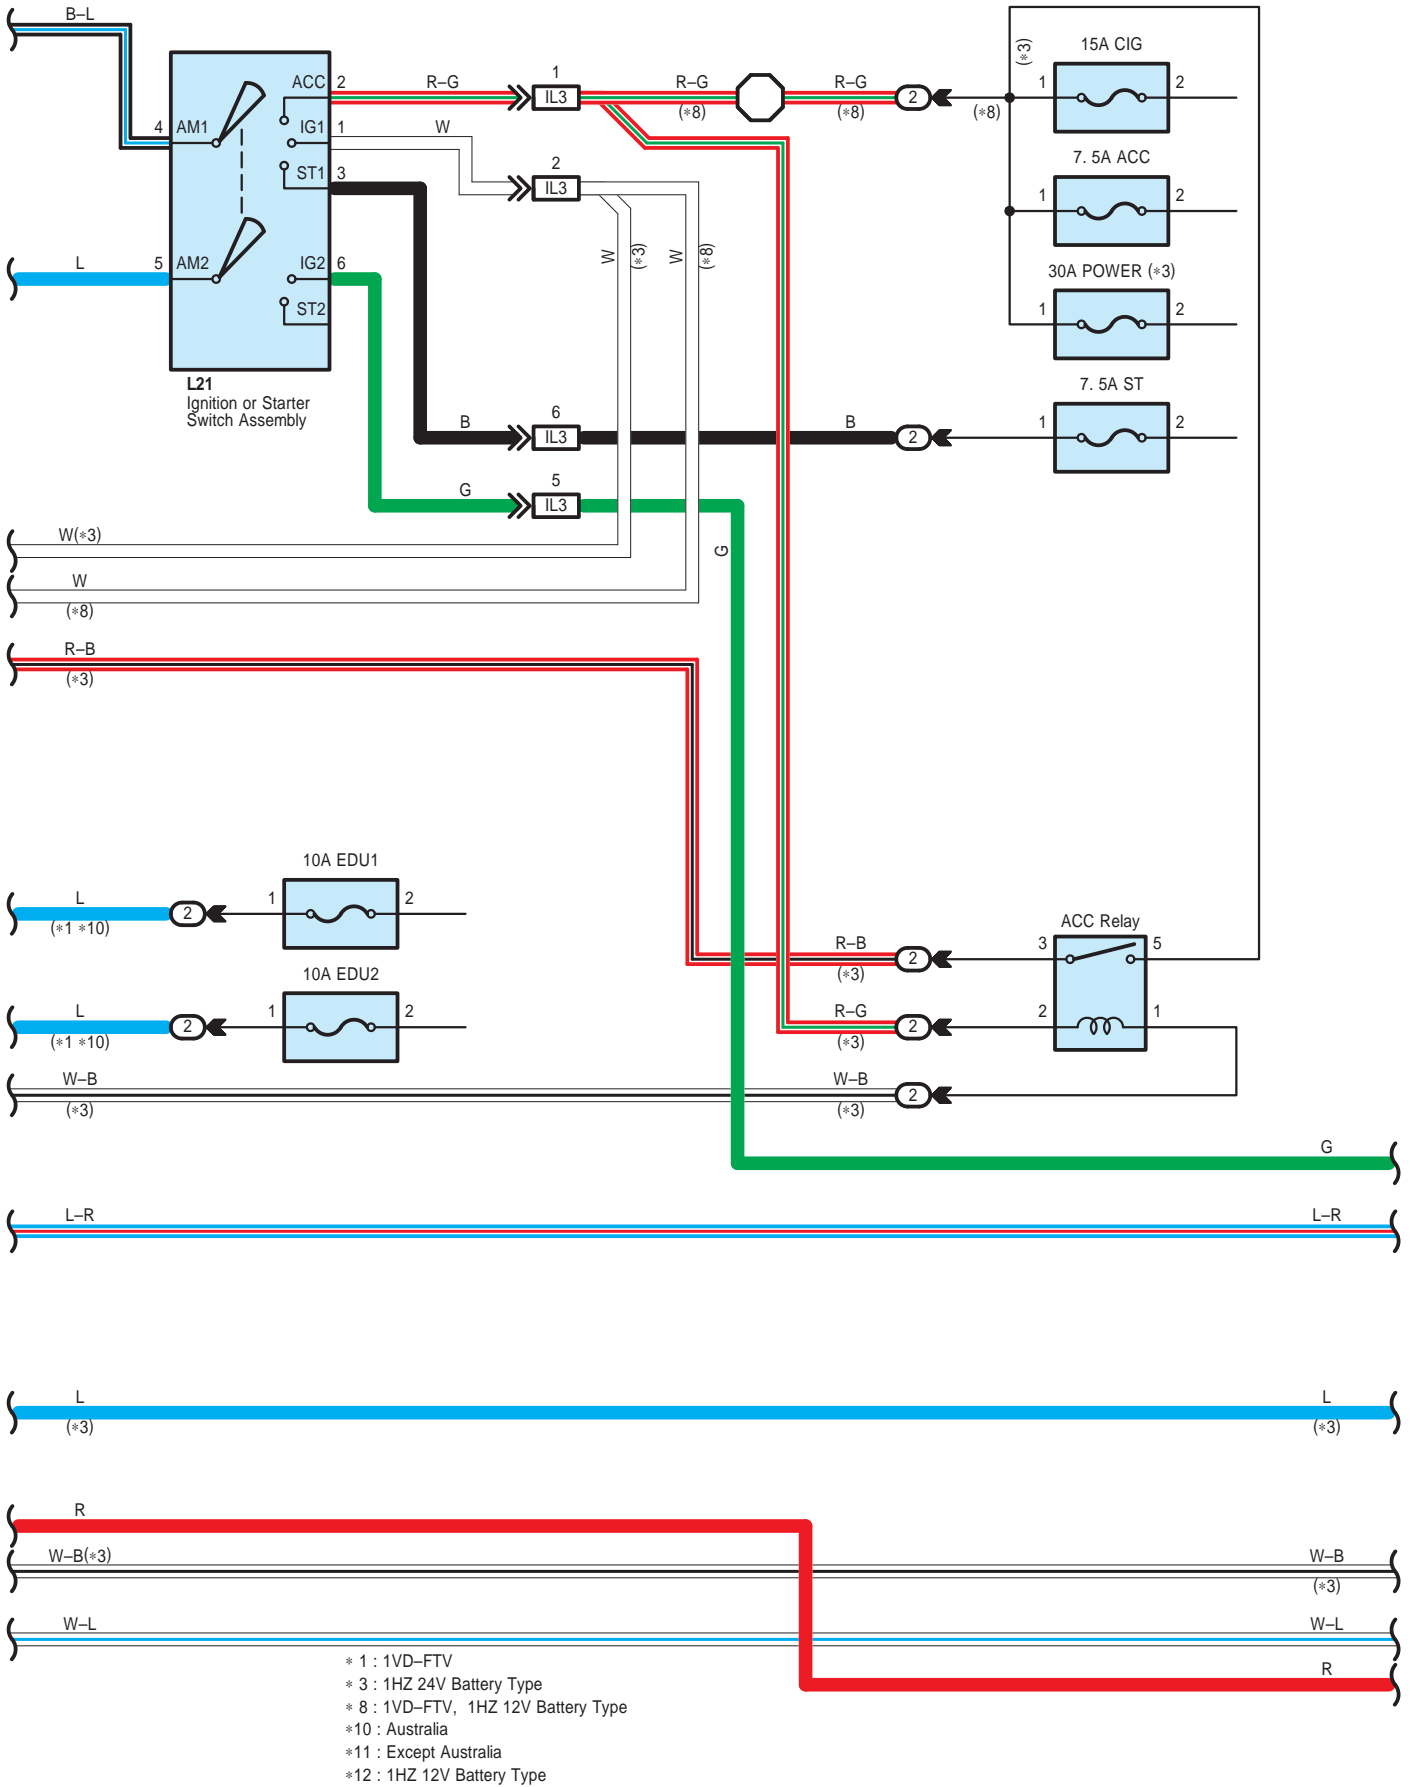 B–L
(*3)
15A CIG
ACC 2 R–G 1 R–G R–G 1 2
IL3 2
(*8) (*8) (*8)
4 AM1 IG1 1 W
7. 5A ACC
ST1 3 2
IL3
1 2
W (*3) W (*8)
L 5 AM2 IG2 6
30A POWER (*3)
ST2
1 2
L21
Ignition or Starter
Switch Assembly
7. 5A ST
B 6 B 1 2
IL3 2
G 5
IL3
W(*3)
G
W
(*8)
R–B
(*3)
10A EDU1
L 2 1 2
(*1 *10)
ACC Relay
R–B 2 3 5
(*3)
10A EDU2
L 2 1 2
(*1 *10)
R–G 2 2 1
(*3)
W–B W–B
2
(*3) (*3)
G
L–R L–R
L L
(*3) (*3)
R
W–B(*3) W–B
(*3)
W–L W–L
R
* 1 : 1VD–FTV
* 3 : 1HZ 24V Battery Type
* 8 : 1VD–FTV, 1HZ 12V Battery Type
*10 : Australia
*11 : Except Australia
*12 : 1HZ 12V Battery Type